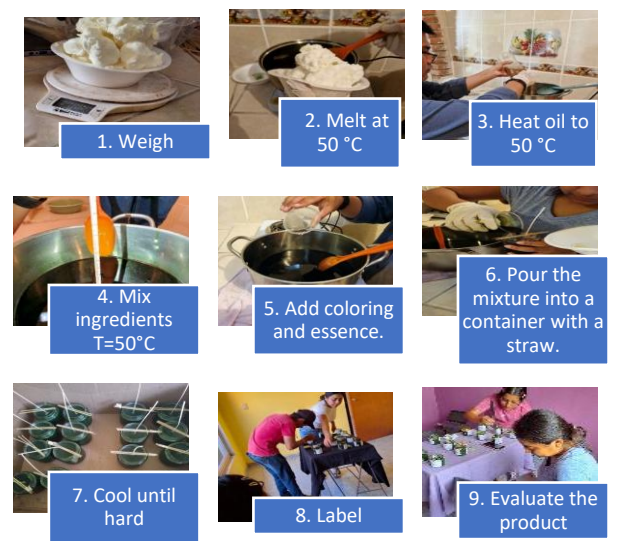 1. Weigh
2. Melt at
50 °C
3. Heat oil to
50 °C
4. Mix
ingredients
T=50°C
5. Add coloring
and essence.
6. Pour the
mixture into a
container with a
straw.
7. Cool until
hard
8. Label
9. Evaluate the
product